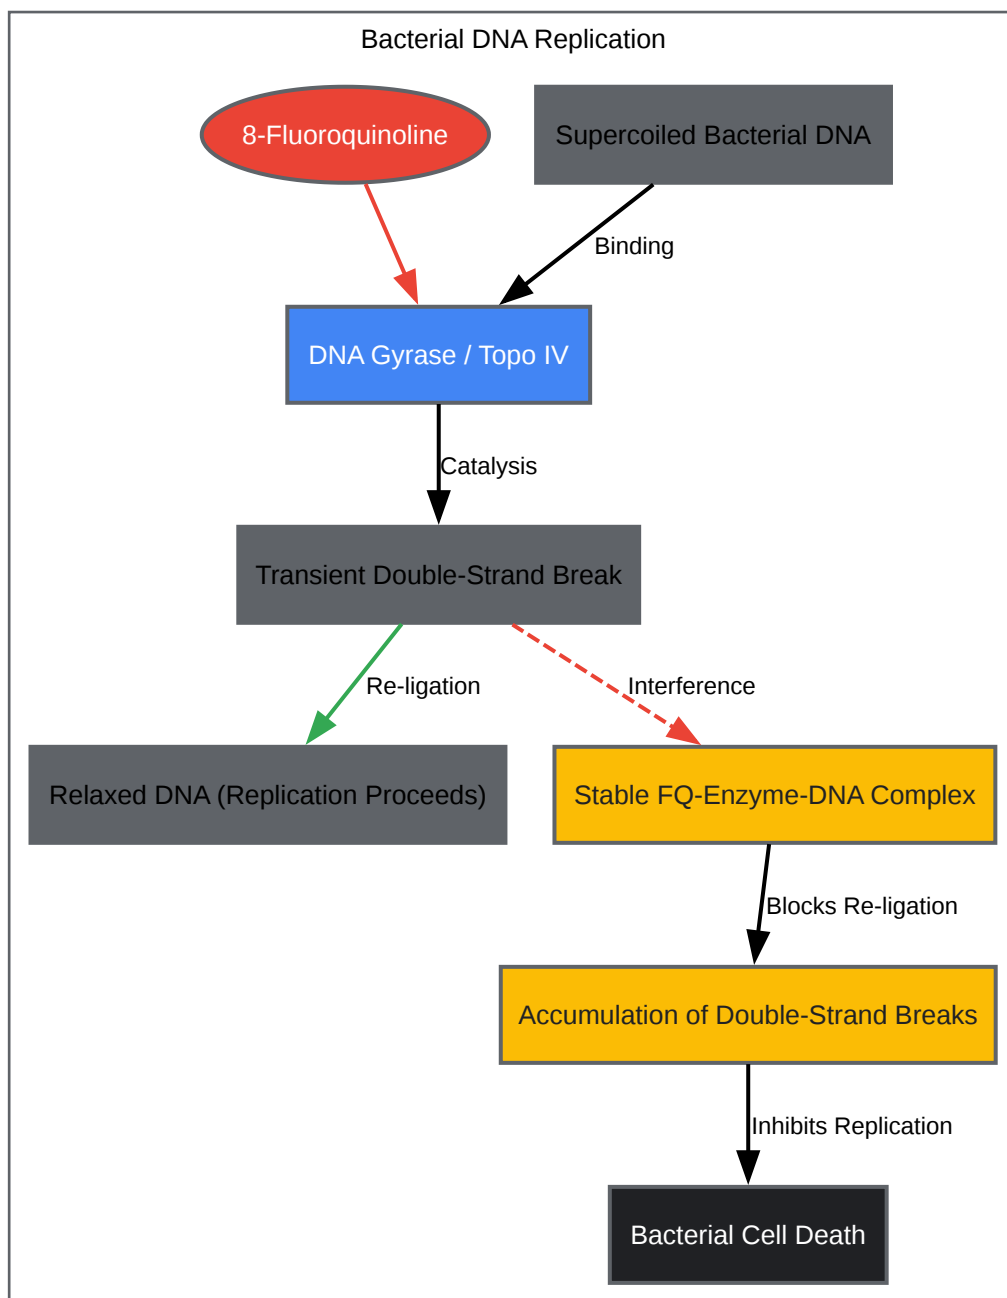 Bacterial DNA Replication
8-Fluoroquinoline
Supercoiled Bacterial DNA
Binding
DNA Gyrase / Topo IV
Catalysis
Transient Double-Strand Break
Re-ligation
Interference
Relaxed DNA (Replication Proceeds)
Stable FQ-Enzyme-DNA Complex
Blocks Re-ligation
Accumulation of Double-Strand Breaks
Inhibits Replication
Bacterial Cell Death